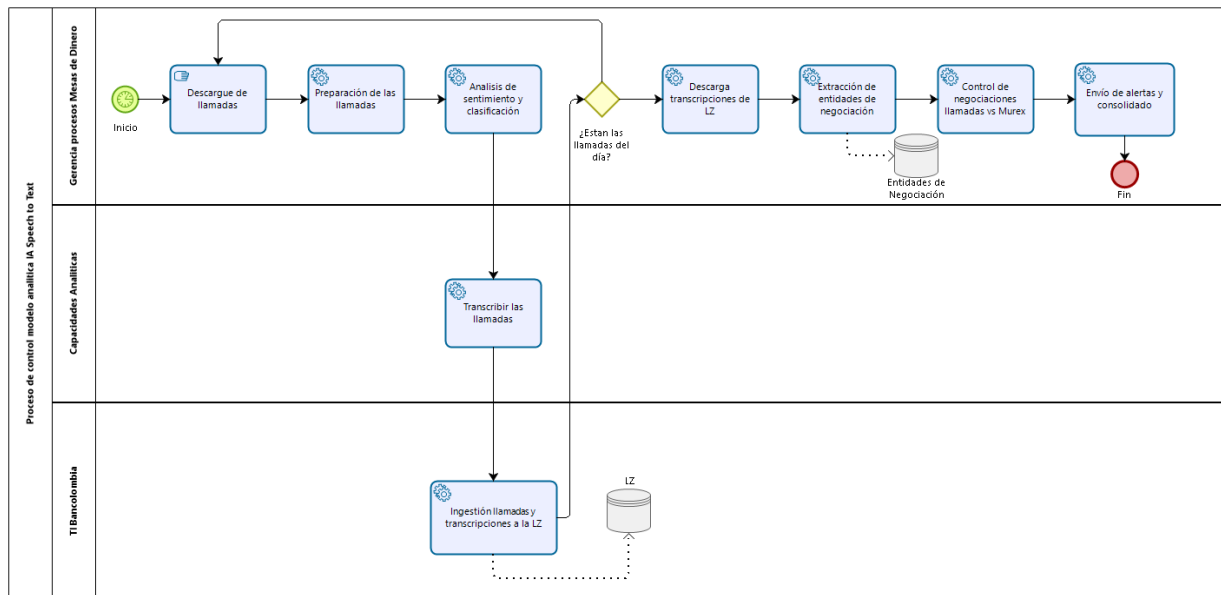 Proceso de control modelo analítica IA Speech to Text
Gerencia procesos Mesas de Dinero
Inicio
Descargue de
llamadas
Preparación de las
llamadas
Analisis de
sentimiento y
clasificación
¿Estan las
llamadas del
día?
Descarga
transcripciones de
LZ
Extracción de
entidades de
negociación
Entidades de
Negociación
Control de
negociaciones
llamadas vs Murex
Envío de alertas y
consolidado
Fin
Capacidades Analíticas
Transcribir las
llamadas
TI Bancolombia
Ingestión llamadas y
transcripciones a la LZ
LZ